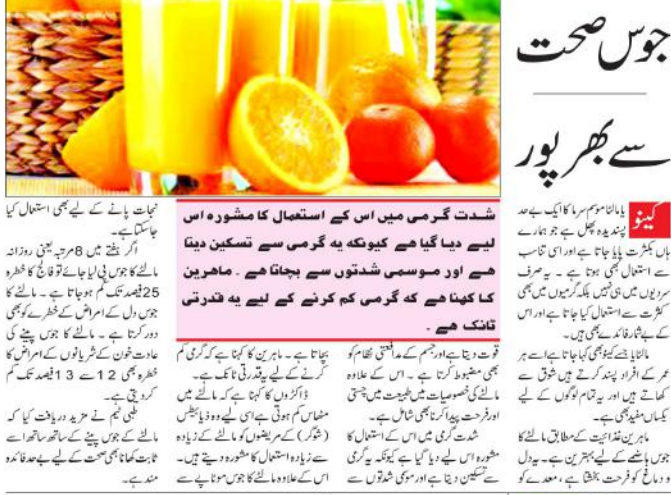 جوس صحت
سے بھرپور
کینو یا مالٹا موسم سرما کا ایک بے حد
پسندیدہ پھل ہے جو ہمارے
ہاں بکثرت پایا جاتا ہے اور اسی تناسب
سے استعمال بھی ہوتا ہے ۔ یہ صرف
سردیوں میں ہی نہیں بلکہ گرمیوں میں بھی
کثرت سے استعمال کیا جاتا ہے اور اس
کے بے شمار فائدے بھی ہیں۔
مالٹا یا جسے کینو بھی کہا جاتا ہے اسے ہر
عمر کے افراد پسند کرتے ہیں شوق سے
کھاتے ہیں اور یہ تمام لوگوں کے لیے
یکساں مفید بھی ہے۔
ماہرین غذائیت کے مطابق مالٹے کا
جوس ہاضمے کے لیے بہترین ہے۔ یہ دل
و دماغ کو فرحت بخشتا ہے ، معدے کو
شدت گرمی میں اس کے استعمال کا مشورہ اس
لیے دیا گیا ھے کیونکہ یہ گرمی سے تسکین دیتا
ھے اور موسمی شدتوں سے بچاتا ھے ۔ ماھرین
کا کہنا ھے کہ گرمی کم کرنے کے لیے یہ قدرتی
ٹانک ھے ۔
قوت دیتا ہے اور جسم کے مدافعتی نظام کو
بھی مضبوط کرتا ہے ۔ اس کے علاوہ
مالٹے کی خصوصیات میں طبیعت میں چستی
اور فرحت پیدا کرنا بھی شامل ہے۔
شدت گرمی میں اس کے استعمال کا
مشورہ اس لیے دیا گیا ہے کیونکہ یہ گرمی
سے تسکین دیتا ہے اور موسمی شدتوں سے
بچاتا ہے ۔ ماہرین کا کہنا ہے کہ گرمی کم
کرنے کے لیے یہ قدرتی ٹانک ہے۔
ڈاکٹروں کا کہنا ہے کہ مالٹے میں
مٹھاس کم ہوتی ہے اسی لیے وہ ذیابیطس
(شوگر) کے مریضوں کو مالٹے کے زیادہ
سے زیادہ استعمال کا مشورہ دیتے ہیں۔
اس کے علاوہ مالٹے کا جوس موٹاپے سے
نجات پانے کے لیے بھی استعمال کیا
جاسکتا ہے۔
اگر ہفتے میں 8 مرتبہ یعنی روزانہ
مالٹے کا جوس پی لیا جائے تو فالج کا خطرہ
25 فیصد تک کم ہو جاتا ہے ۔ مالٹے کا
جوس دل کے امراض کے خطرے کو بھی
دور کرتا ہے ۔ مالٹے کا جوس پینے کی
عادت خون کے شریانوں کے امراض کا
خطرہ بھی 12 سے 13 فیصد تک کم
کر دیتی ہے۔
طبی ٹیم نے مزید دریافت کیا کہ
مالٹے کے جوس پینے کے ساتھ ساتھ اسے
ثابت کھانا بھی صحت کے لیے بے حد فائدہ
مند ہے۔